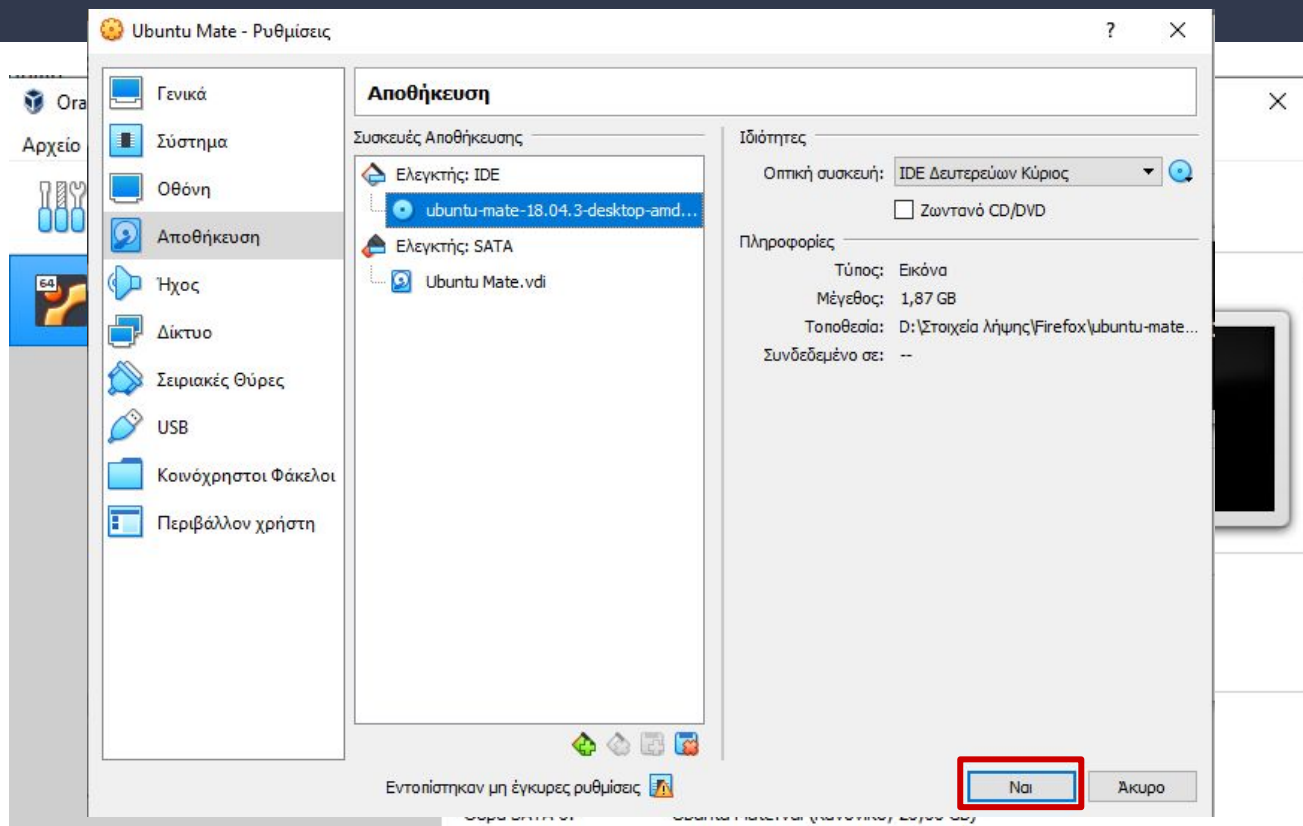 Ubuntu Mate - Ρυθμίσεις
?
Ora
Αρχείο
64
Γενικά
Σύστημα
Οθόνη
Αποθήκευση
Ήχος
Δίκτυο
Σειριακές Θύρες
USB
Κοινόχρηστοι Φάκελοι
Περιβάλλον χρήστη
Αποθήκευση
Συσκευές Αποθήκευσης
Ελεγκτής: IDE
ubuntu-mate-18.04.3-desktop-amd...
Ελεγκτής: SATA
Ubuntu Mate.vdi
Ιδιότητες
Οπτική συσκευή: IDE Δευτερεύων Κύριος
Ζωντανό CD/DVD
Πληροφορίες
Τύπος: Εικόνα
Μέγεθος: 1,87 GB
Τοποθεσία: D:\Στοιχεία λήψης\Firefox\ubuntu-mate...
Συνδεδεμένο σε: --
Εντοπίστηκαν μη έγκυρες ρυθμίσεις
Ναι
Άκυρο